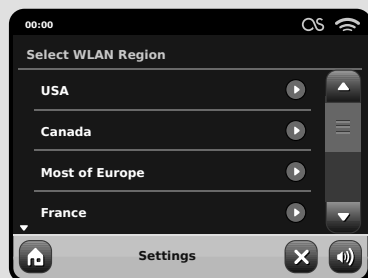 00:00
Select WLAN Region
USA
Canada
Most of Europe
France
Settings